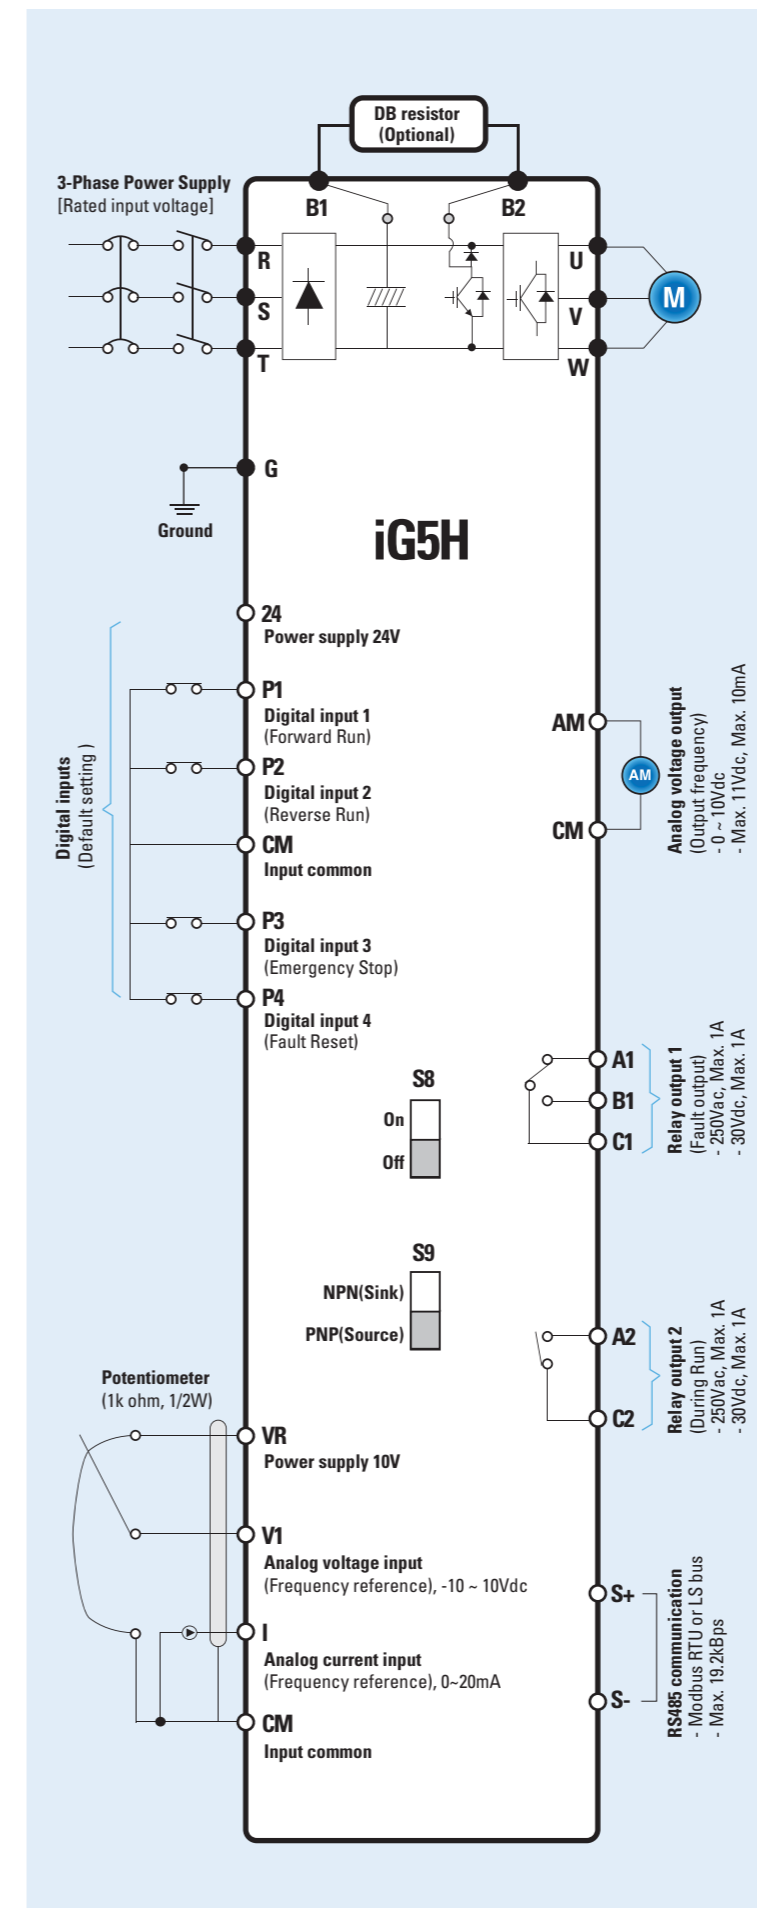 DB resistor
(Optional)
3-Phase Power Supply
[Rated input voltage]
B1
B2
R
S
T
U
V
W
M
G
Ground
iG5H
24
Power supply 24V
Digital inputs
(Default setting )
P1
Digital input 1
(Forward Run)
P2
Digital input 2
(Reverse Run)
CM
Input common
P3
Digital input 3
(Emergency Stop)
P4
Digital input 4
(Fault Reset)
AM
AM
CM
Analog voltage output
(Output frequency)
- 0 ~ 10Vdc
- Max. 11Vdc, Max. 10mA
S8
On
Off
A1
B1
C1
Relay output 1
(Fault output)
- 250Vac, Max. 1A
- 30Vdc, Max. 1A
S9
NPN(Sink)
PNP(Source)
A2
C2
Relay output 2
(During Run)
- 250Vac, Max. 1A
- 30Vdc, Max. 1A
Potentiometer
(1k ohm, 1/2W)
VR
Power supply 10V
V1
Analog voltage input
(Frequency reference), -10 ~ 10Vdc
I
Analog current input
(Frequency reference), 0~20mA
CM
Input common
S+
S-
RS485 communication
- Modbus RTU or LS bus
- Max. 19.2kBps